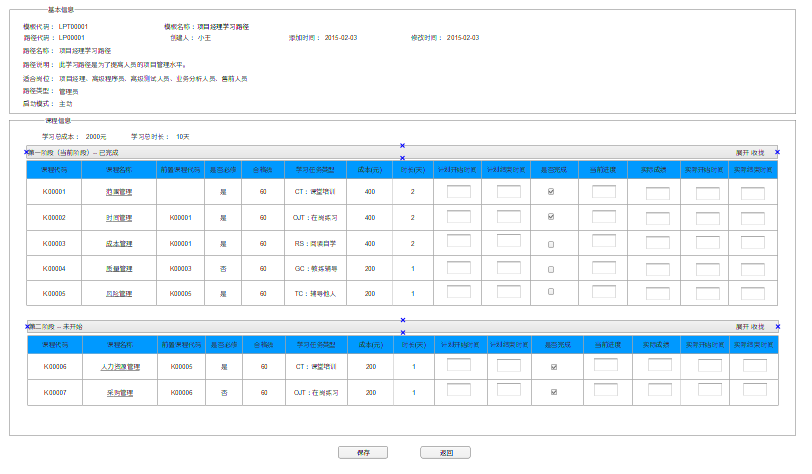 基本信息
模板代码： LPT00001 模板名称：项目经理学习路径
路径代码： LP00001 创建人： 小王 添加时间： 2015-02-03 修改时间： 2015-02-03
路径名称： 项目经理学习路径
路径说明： 此学习路径是为了提高人员的项目管理水平。
适合岗位： 项目经理、高级程序员、高级测试人员、业务分析人员、售前人员
路径类型： 管理员
启动模式： 主动
课程信息
学习总成本： 2000元 学习总时长： 10天
第一阶段（当前阶段）-- 已完成 展开 收拢
课程代码 课程名称 前置课程代码 是否必修 合格线 学习任务类型 成本(元) 时长(天) 计划开始时间 计划结束时间 是否完成 当前进度 实际成绩 实际开始时间 实际结束时间
K00001 范围管理 是 60 CT：课堂培训 400 2
K00002 时间管理 K00001 是 60 OJT：在岗练习 400 2
K00003 成本管理 K00001 是 60 RS：阅读自学 400 2
K00004 质量管理 K00003 否 60 GC：教练辅导 200 1
K00005 风险管理 K00005 是 60 TC：辅导他人 200 1
第二阶段 -- 未开始 展开 收拢
课程代码 课程名称 前置课程代码 是否必修 合格线 学习任务类型 成本(元) 时长(天) 计划开始时间 计划结束时间 是否完成 当前进度 实际成绩 实际开始时间 实际结束时间
K00006 人力资源管理 K00005 是 60 CT：课堂培训 200 1
K00007 采购管理 K00006 否 60 OJT：在岗练习 200 1
保存 返回